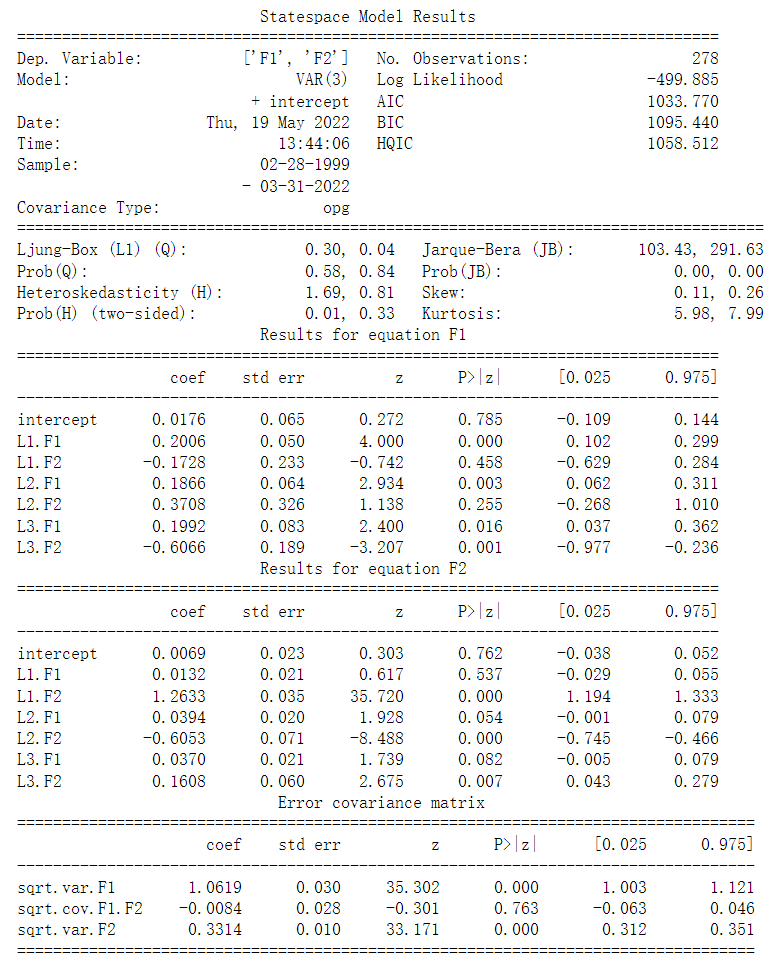 Statespace Model Results
==============================================================================
Dep. Variable: ['F1', 'F2'] No. Observations: 278
Model: VAR(3) Log Likelihood -499.885
+ intercept AIC 1033.770
Date: Thu, 19 May 2022 BIC 1095.440
Time: 13:44:06 HQIC 1058.512
Sample: 02-28-1999
- 03-31-2022
Covariance Type: opg
===================================================================================
Ljung-Box (L1) (Q): 0.30, 0.04 Jarque-Bera (JB): 103.43, 291.63
Prob(Q): 0.58, 0.84 Prob(JB): 0.00, 0.00
Heteroskedasticity (H): 1.69, 0.81 Skew: 0.11, 0.26
Prob(H) (two-sided): 0.01, 0.33 Kurtosis: 5.98, 7.99
Results for equation F1
==============================================================================
coef std err z P>|z| [0.025 0.975]
------------------------------------------------------------------------------
intercept 0.0176 0.065 0.272 0.785 -0.109 0.144
L1.F1 0.2006 0.050 4.000 0.000 0.102 0.299
L1.F2 -0.1728 0.233 -0.742 0.458 -0.629 0.284
L2.F1 0.1866 0.064 2.934 0.003 0.062 0.311
L2.F2 0.3708 0.326 1.138 0.255 -0.268 1.010
L3.F1 0.1992 0.083 2.400 0.016 0.037 0.362
L3.F2 -0.6066 0.189 -3.207 0.001 -0.977 -0.236
Results for equation F2
==============================================================================
coef std err z P>|z| [0.025 0.975]
------------------------------------------------------------------------------
intercept 0.0069 0.023 0.303 0.762 -0.038 0.052
L1.F1 0.0132 0.021 0.617 0.537 -0.029 0.055
L1.F2 1.2633 0.035 35.720 0.000 1.194 1.333
L2.F1 0.0394 0.020 1.928 0.054 -0.001 0.079
L2.F2 -0.6053 0.071 -8.488 0.000 -0.745 -0.466
L3.F1 0.0370 0.021 1.739 0.082 -0.005 0.079
L3.F2 0.1608 0.060 2.675 0.007 0.043 0.279
Error covariance matrix
==================================================================================
coef std err z P>|z| [0.025 0.975]
----------------------------------------------------------------------------------
sqrt.var.F1 1.0619 0.030 35.302 0.000 1.003 1.121
sqrt.cov.F1.F2 -0.0084 0.028 -0.301 0.763 -0.063 0.046
sqrt.var.F2 0.3314 0.010 33.171 0.000 0.312 0.351
==================================================================================